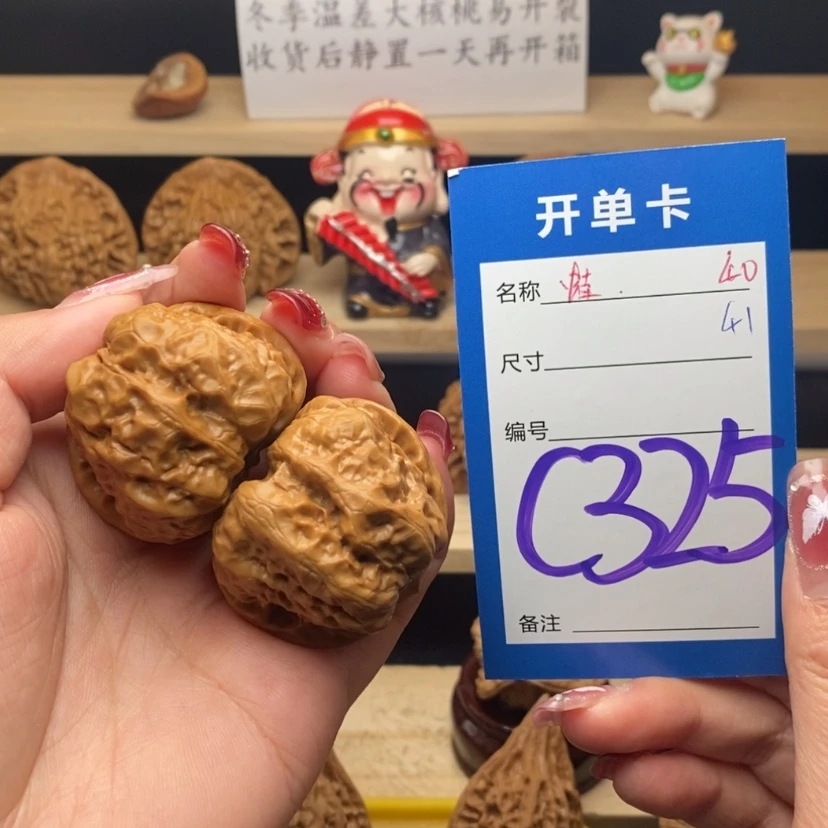 冬季温差大核桃易开裂
收货后静置一天再开箱
开单卡
名称 40
41
尺寸
编号
C325
备注